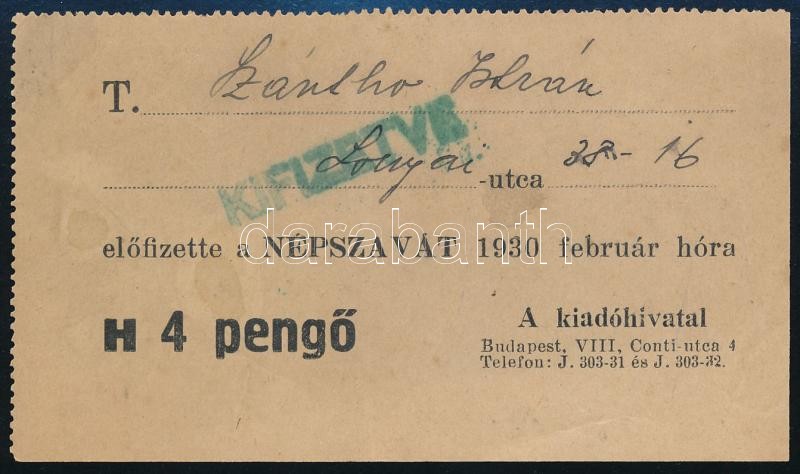 T. Szántho István
KIFIZETVE
Lónyai -utca 38 - 16
darabanth
előfizette a NÉPSZAVÁT 1930 február hóra
H 4 pengő
A kiadóhivatal
Budapest, VIII, Conti-utca 4
Telefon: J. 303-31 és J. 303-32.